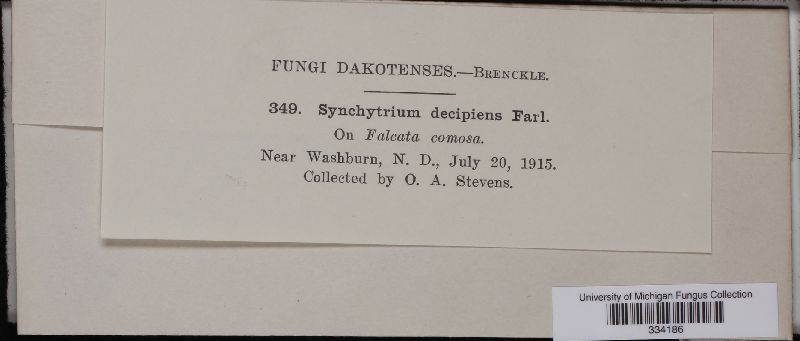 FUNGI DAKOTENSES.—BRENCKLE.
349. Synchytrium decipiens Farl.
On Falcata comosa.
Near Washburn, N. D., July 20, 1915.
Collected by O. A. Stevens.
University of Michigan Fungus Collection
334186